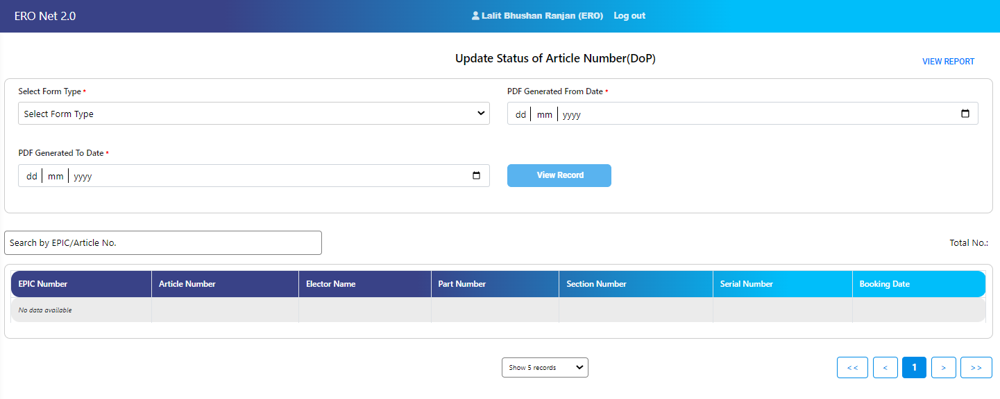 ERO Net 2.0
Lalit Bhushan Ranjan (ERO) Log out
Update Status of Article Number(DoP)
VIEW REPORT
Select Form Type *
PDF Generated From Date *
Select Form Type
dd mm yyyy
PDF Generated To Date *
dd mm yyyy
View Record
Search by EPIC/Article No.
Total No.:
EPIC Number Article Number Elector Name Part Number Section Number Serial Number Booking Date
No data available
Show 5 records
<< < 1 > >>